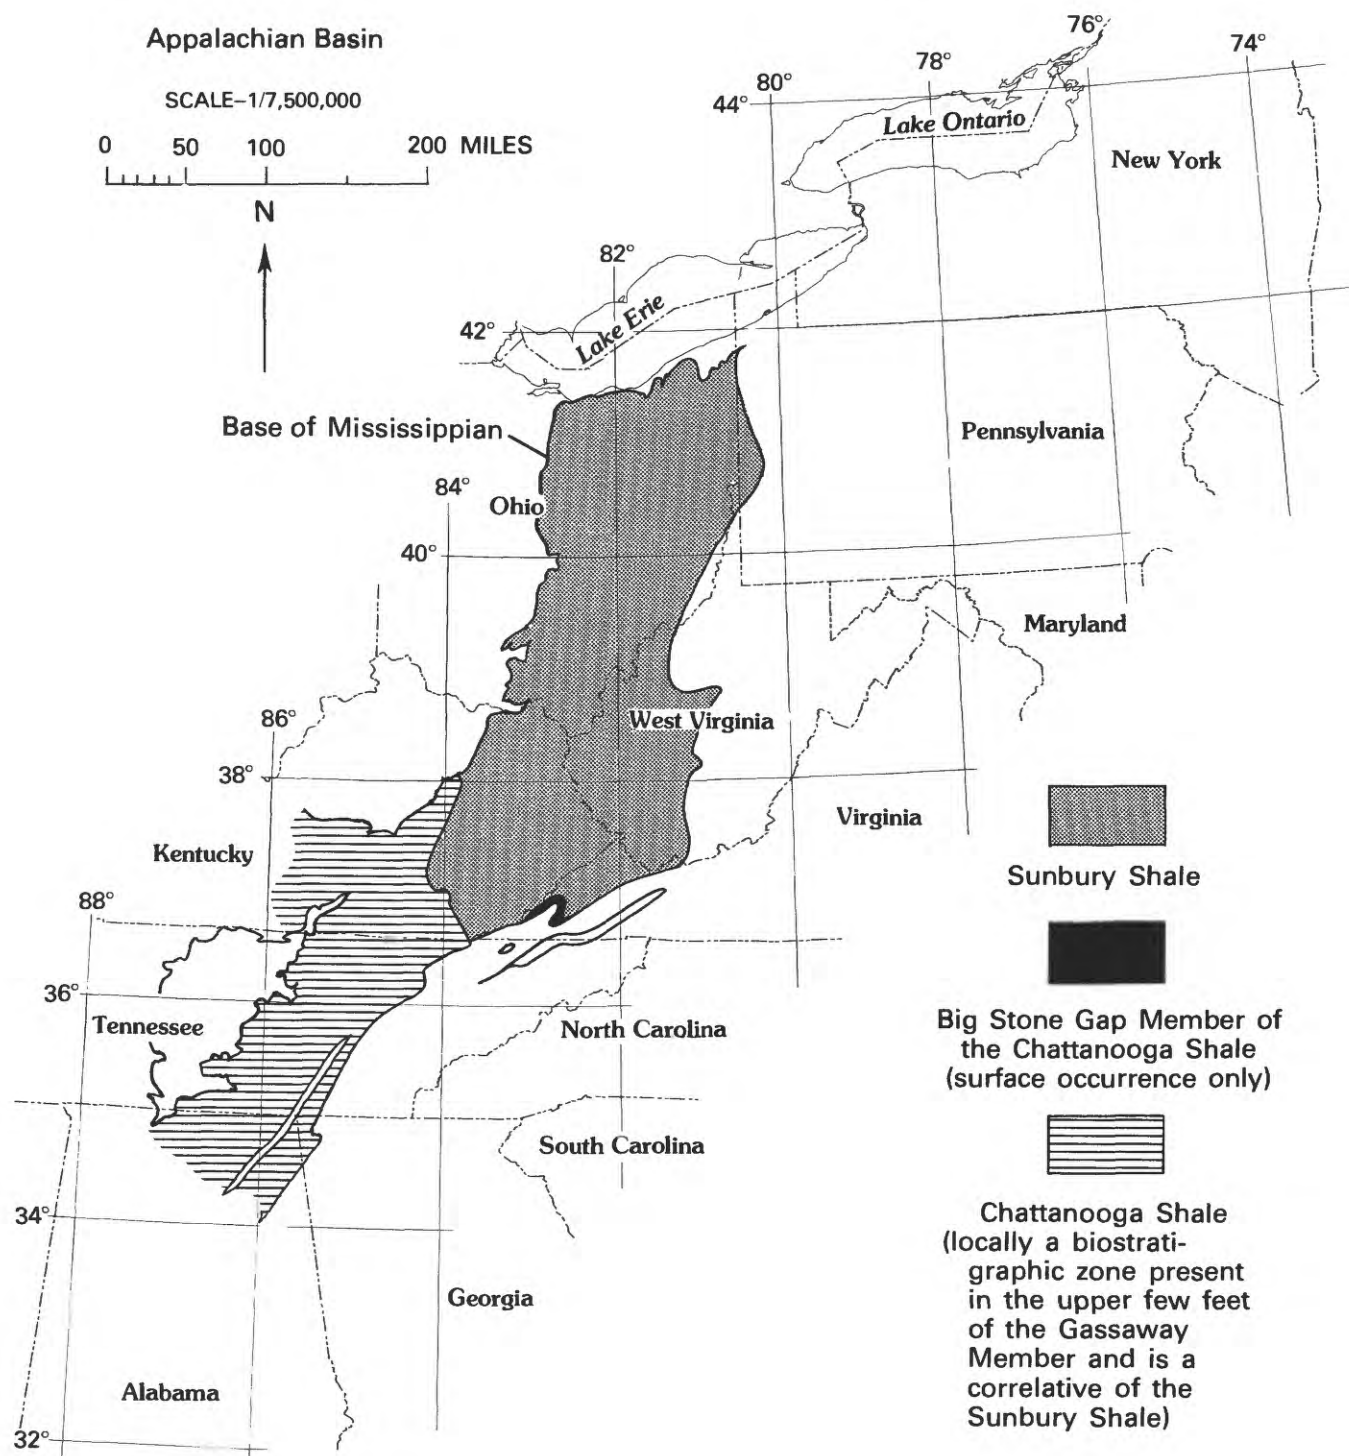 Appalachian Basin
SCALE–1/7,500,000
0 50 100 200 MILES
N
76°
74°
78°
80°
44°
Lake Ontario
New York
82°
42°
Lake Erie
Base of Mississippian
Pennsylvania
84°
Ohio
40°
Maryland
86°
West Virginia
38°
Virginia
Kentucky
Sunbury Shale
88°
36°
Tennessee
North Carolina
Big Stone Gap Member of
the Chattanooga Shale
(surface occurrence only)
South Carolina
34°
Chattanooga Shale
(locally a biostrati-
graphic zone present
in the upper few feet
of the Gassaway
Member and is a
correlative of the
Sunbury Shale)
Georgia
Alabama
32°